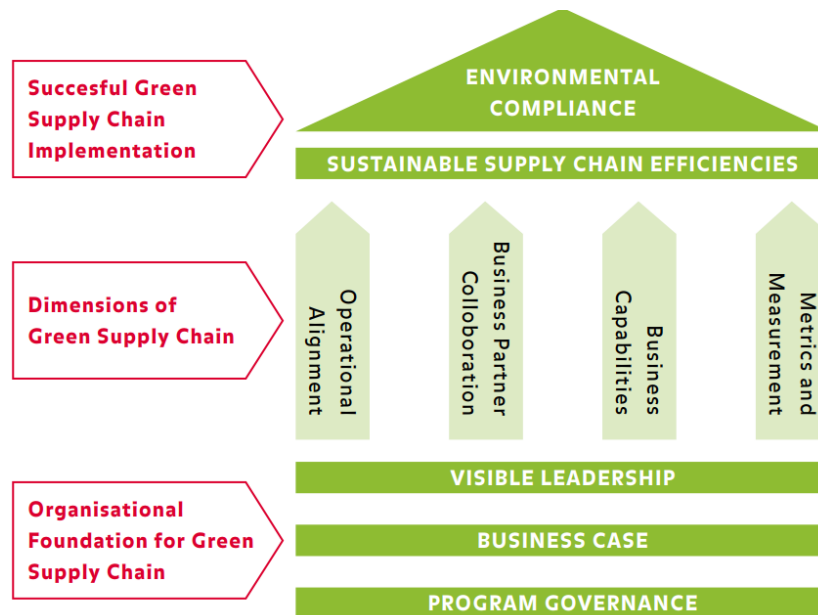 Succesful Green
Supply Chain
Implementation
ENVIRONMENTAL
COMPLIANCE
SUSTAINABLE SUPPLY CHAIN EFFICIENCIES
Dimensions of
Green Supply Chain
Operational
Alignment
Business Partner
Colloboration
Business
Capabilities
Metrics and
Measurement
Organisational
Foundation for Green
Supply Chain
VISIBLE LEADERSHIP
BUSINESS CASE
PROGRAM GOVERNANCE